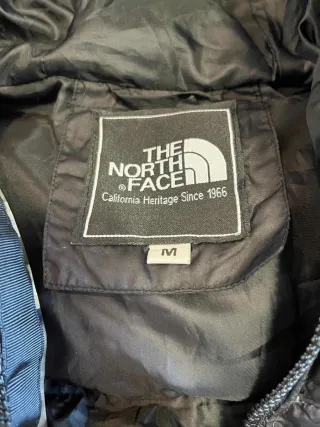 THE
NORTH
®FACE
California Heritage Since 1966
M